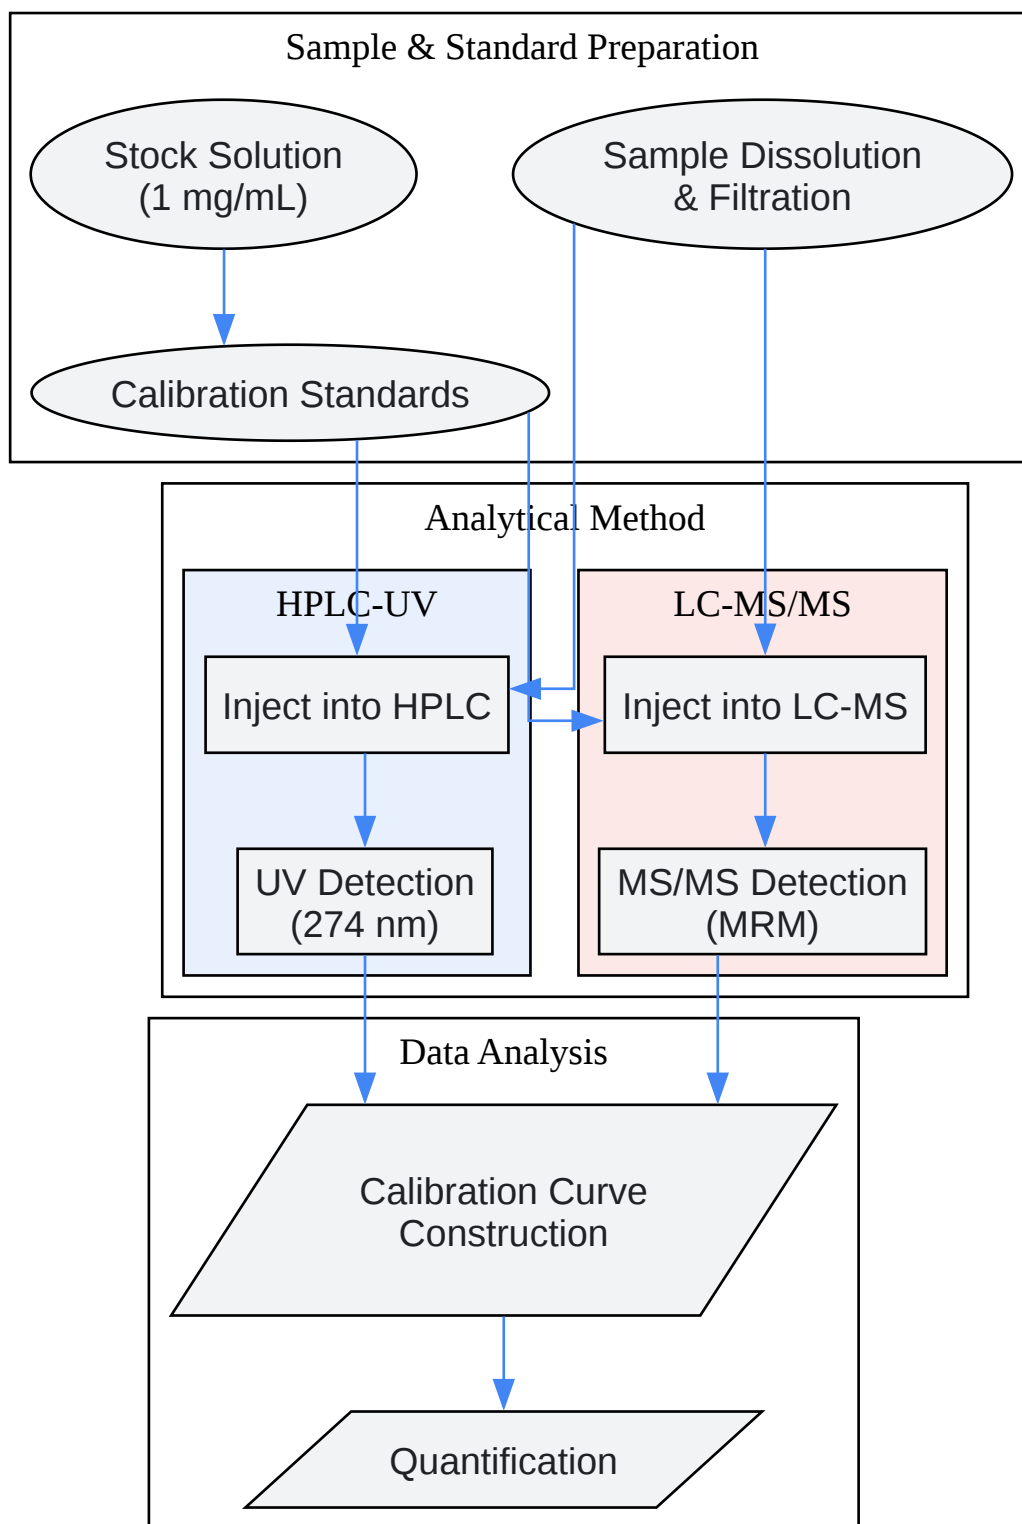 Sample & Standard Preparation
Stock Solution
(1 mg/mL)
Sample Dissolution
& Filtration
Calibration Standards
Analytical Method
HPLC-UV
LC-MS/MS
Inject into HPLC
Inject into LC-MS
UV Detection
(274 nm)
MS/MS Detection
(MRM)
Data Analysis
Calibration Curve
Construction
Quantification